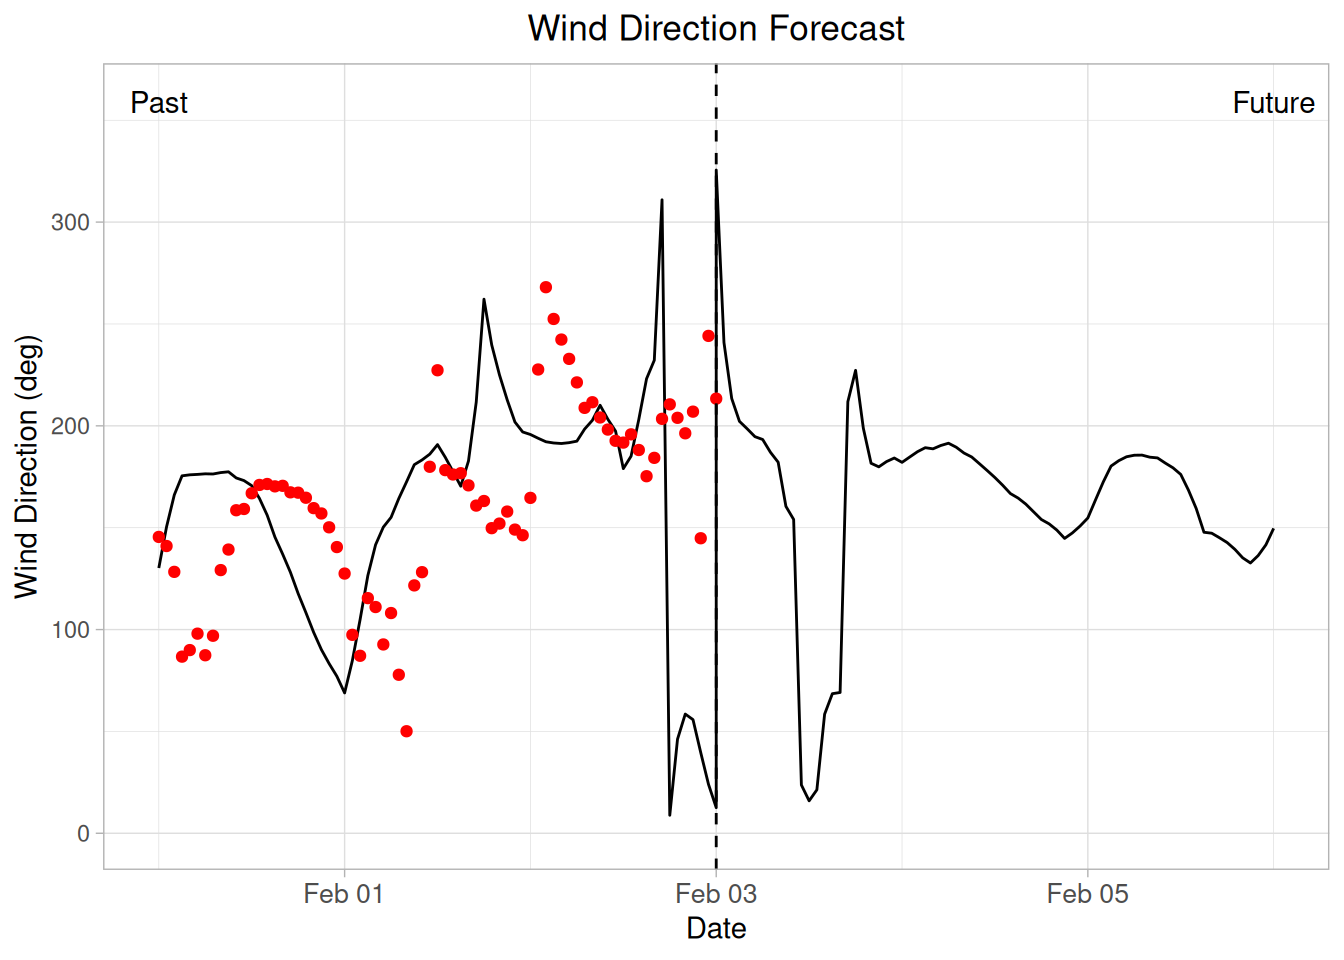 Wind Direction Forecast
Past
Future
Wind Direction (deg)
300
200
100
0
Feb 01
Feb 03
Feb 05
Date